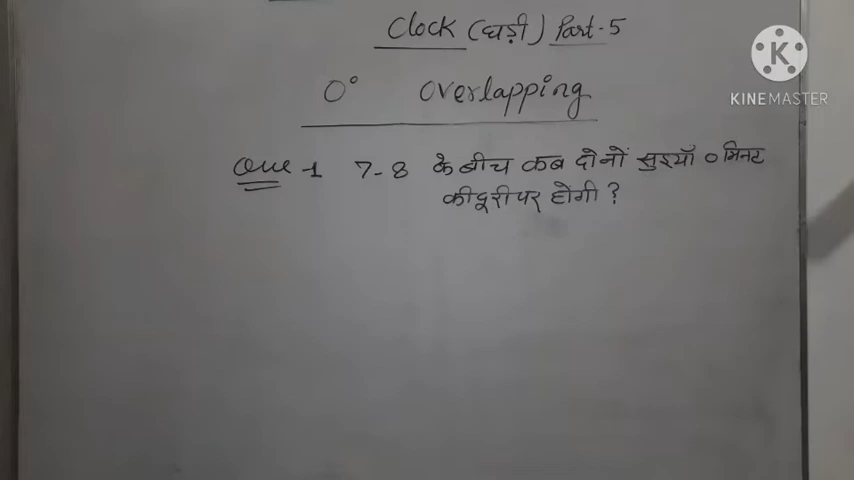 Clock (घड़ी) Part-5
KINEMASTER
0° overlapping
Que-1 7-8 के बीच कब दोनों सुइयाँ 0 मिनट
की दूरी पर होगी ?